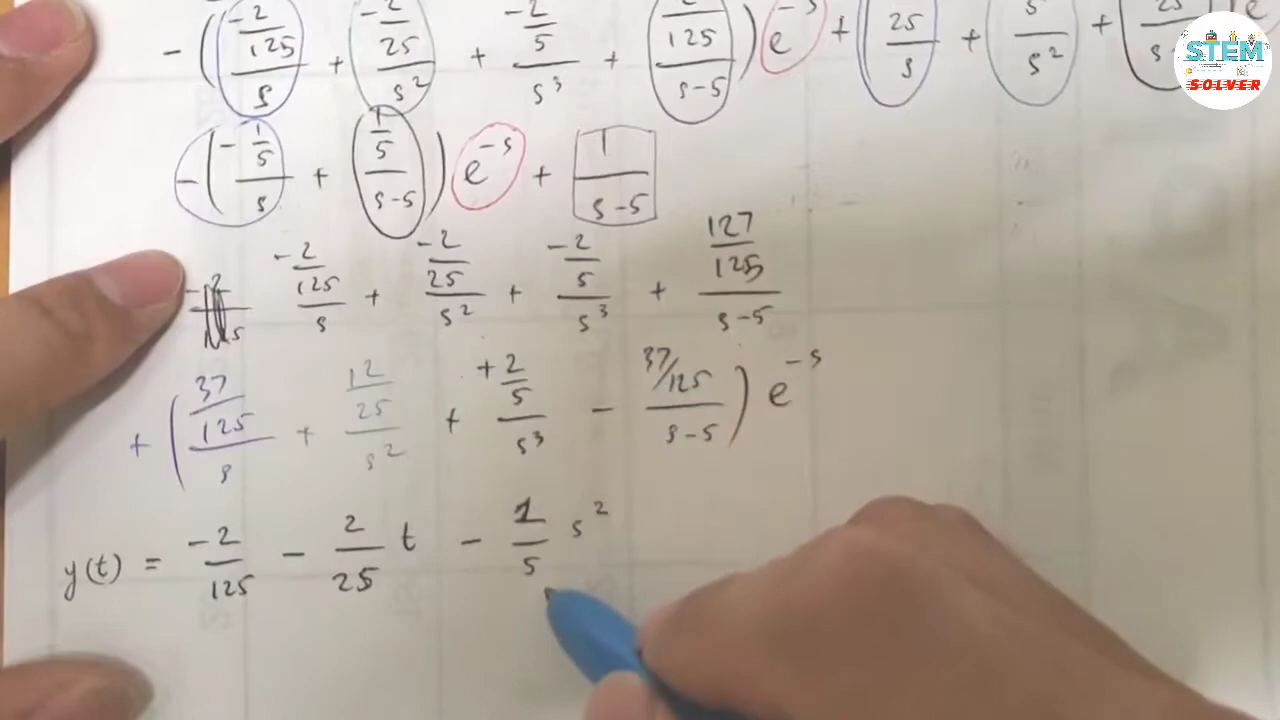 - ( -2/125 / s + -2/25 / s² + -2/5 / s³ + /125 / s-5 ) e^-s + ( 25 / s + 5 / s² + 25 / s e
STEM
SOLVER
- ( - 1/5 / s + 1/5 / s-5 ) e^-s + 1 / s-5
-2/125 / s + -2/25 / s² + -2/5 / s³ + 127/125 / s-5
+ ( 37/125 / s + 12/25 / s² + +2/5 / s³ - 37/125 / s-5 ) e^-s
y(t) = -2/125 - 2/25 t - 1/5 s²